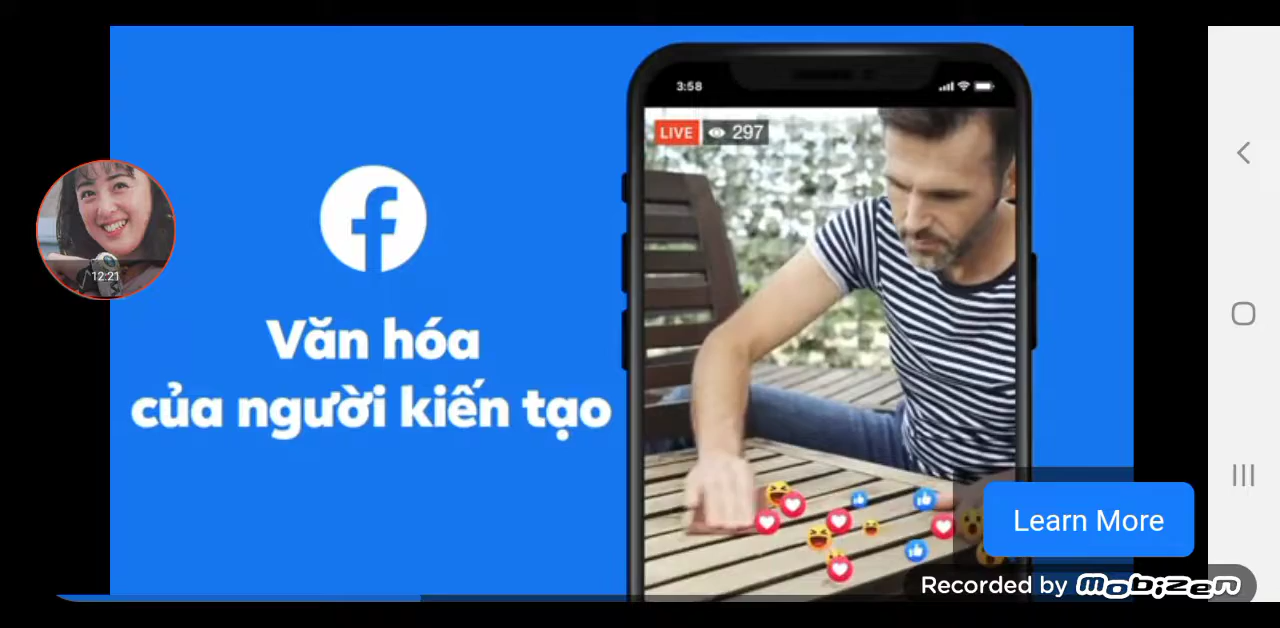 3:58
LIVE 297
12:21
Văn hóa
của người kiến tạo
Learn More
Recorded by Mobizen